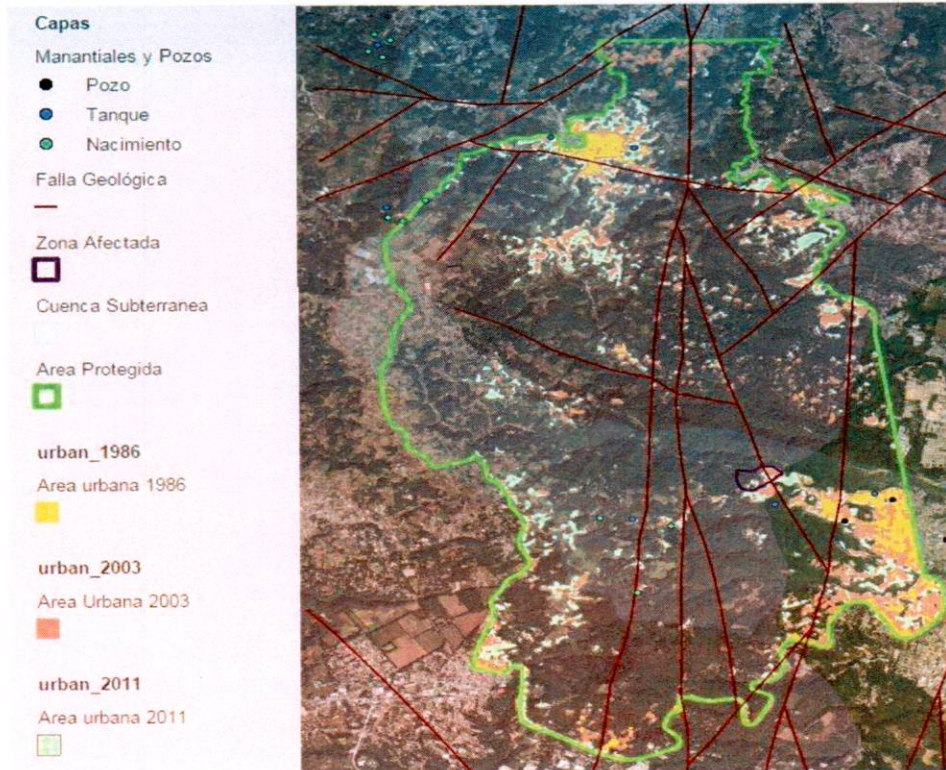 Capas
Manantiales y Pozos
Pozo
Tanque
Nacimiento
Falla Geológica
Zona Afectada
Cuenca Subterranea
Area Protegida
urban_1986
Area urbana 1986
urban_2003
Area Urbana 2003
urban_2011
Area urbana 2011